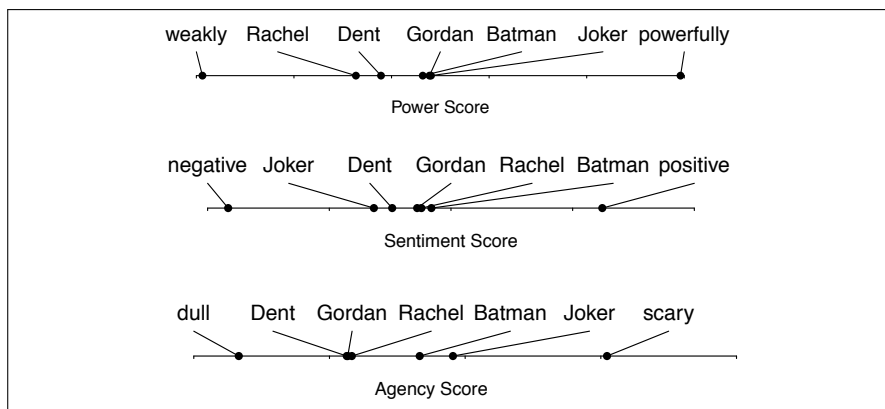 weakly Rachel Dent Gordan Batman Joker powerfully
Power Score
negative Joker Dent Gordan Rachel Batman positive
Sentiment Score
dull Dent Gordan Rachel Batman Joker scary
Agency Score